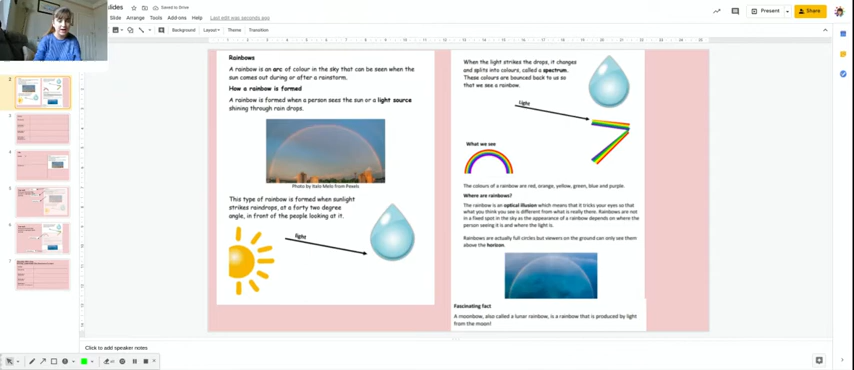 lides
Saved to Drive
Slide Arrange Tools Add-ons Help Last edit was seconds ago
Present
Share
Background Layout Theme Transition
Rainbows
A rainbow is an arc of colour in the sky that can be seen when the
sun comes out during or after a rainstorm.
How a rainbow is formed
A rainbow is formed when a person sees the sun or a light source
shining through rain drops.
Photo by Italo Melo from Pexels
This type of rainbow is formed when sunlight
strikes raindrops, at a forty two degree
angle, in front of the people looking at it.
light
When the light strikes the drops, it changes
and splits into colours, called a spectrum.
These colours are bounced back to us so
that we see a rainbow.
light
What we see
The colours of a rainbow are red, orange, yellow, green, blue and purple.
Where are rainbows?
The rainbow is an optical illusion which means that it tricks your eyes so that
what you think you see is different from what is really there. Rainbows are not
in a fixed spot in the sky as the appearance of a rainbow depends on where the
person seeing it is and where the light is.
Rainbows are actually full circles but viewers on the ground can only see them
above the horizon.
Fascinating fact
A moonbow, also called a lunar rainbow, is a rainbow that is produced by light
from the moon!
2
3
4
5
6
7
Click to add speaker notes